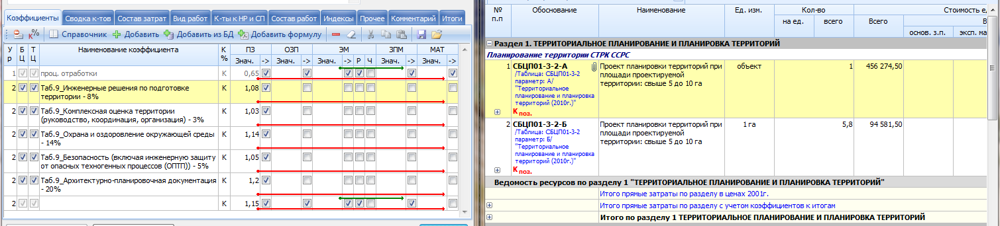 Коэффициенты Сводка к-тов Состав затрат Вид работ К-ты к НР и СП Состав работ Индексы Прочее Комментарий Итоги
% Справочник Добавить Добавить из БД Добавить формулу
У р Б Ц Т Ц Наименование коэффициента К % ПЗ ОЗП ЭМ ЗПМ МАТ
Знач. -> Знач. -> Знач. -> Р Ч Знач. -> Знач. ->
1 проц. отработки К 0,65
2 Таб.9_Инженерные решения по подготовке К 1,08
территории - 8%
2 Таб.9_Комплексная оценка территории К 1,03
(руководство, координация, организация) - 3%
2 Таб.9_Охрана и оздоровление окружающей среды К 1,14
- 14%
2 Таб.9_Безопасность (включая инженерную защиту К 1,05
от опасных техногенных процессов (ОПТП)) - 5%
2 Таб.9_Архитектурно-планировочная документация К 1,2
- 20%
2 К 1,15
№ п.п Обоснование Наименование Ед. изм. Кол-во Стоимость е
на ед. всего Всего В
основ. з.п. эксп. ма
Раздел 1. ТЕРРИТОРИАЛЬНОЕ ПЛАНИРОВАНИЕ И ПЛАНИРОВКА ТЕРРИТОРИЙ
Планирование территории СТРК ССРС
1 СБЦП01-3-2-А Проект планировки территорий при объект 1 456 274,50
/Таблица: СБЦП01-3-2 площади проектируемой
параметр: А/ территории: свыше 5 до 10 га
"Территориальное
планирование и планировка
территорий (2010г.)"
К поз.
2 СБЦП01-3-2-Б Проект планировки территорий при 1 га 5,8 94 581,50
/Таблица: СБЦП01-3-2 площади проектируемой
параметр: Б/ территории: свыше 5 до 10 га
"Территориальное
планирование и планировка
территорий (2010г.)"
К поз.
Ведомость ресурсов по разделу 1 "ТЕРРИТОРИАЛЬНОЕ ПЛАНИРОВАНИЕ И ПЛАНИРОВКА ТЕРРИТОРИЙ"
Итого прямые затраты по разделу в ценах 2001г.
Итого прямые затраты по разделу с учетом коэффициентов к итогам
Итого по разделу 1 ТЕРРИТОРИАЛЬНОЕ ПЛАНИРОВАНИЕ И ПЛАНИРОВКА ТЕРРИТОРИЙ